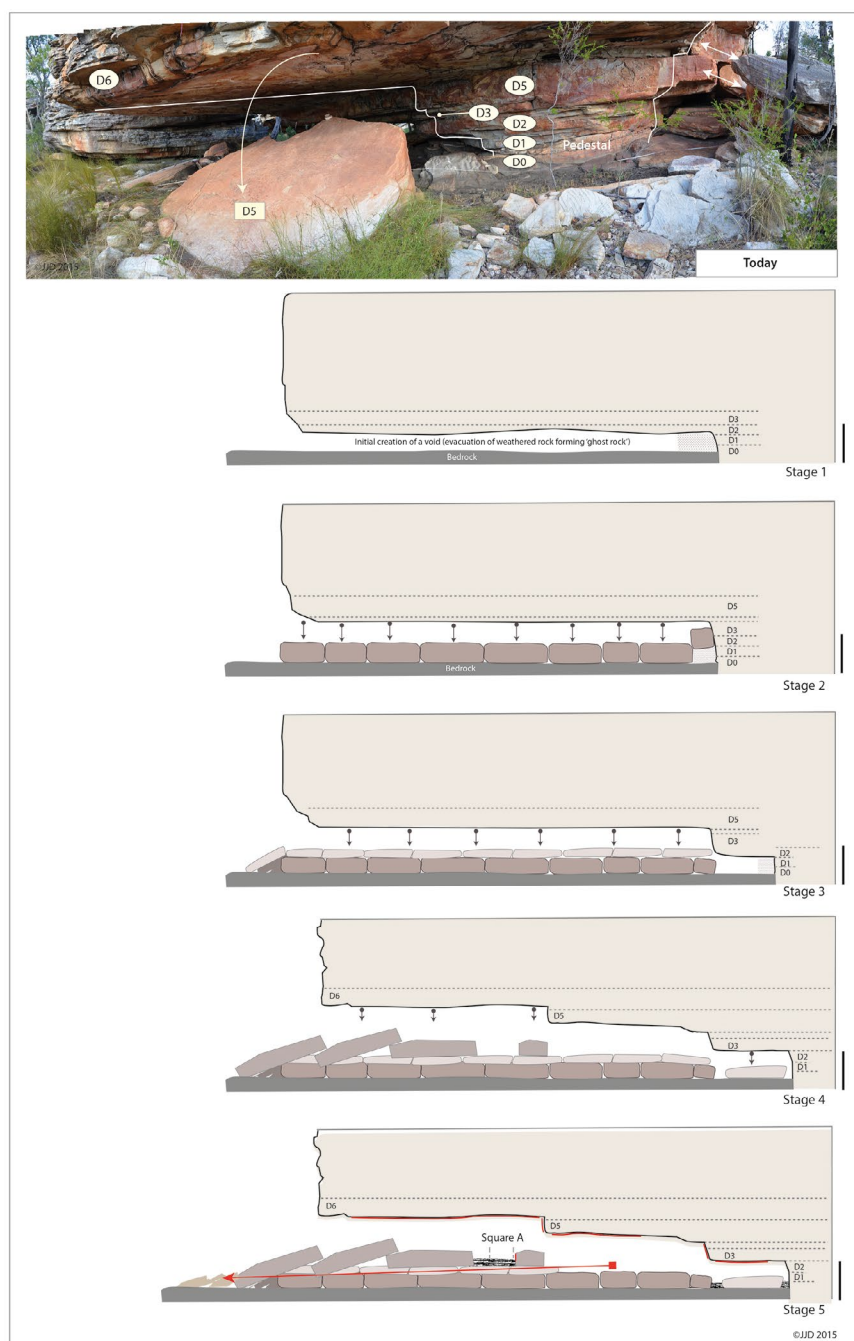 D6
D5
D3
D2
D1
Pedestal
D0
D5
©JJD 2015
Today
D3
D2
Initial creation of a void (evacuation of weathered rock forming 'ghost rock')
D1
Bedrock
D0
Stage 1
D5
D3
D2
D1
D0
Bedrock
Stage 2
D5
D3
D2
D1
D0
Stage 3
D6
D5
D3
D2
D1
Stage 4
D6
D5
Square A
D3
D2
D1
Stage 5
©JJD 2015